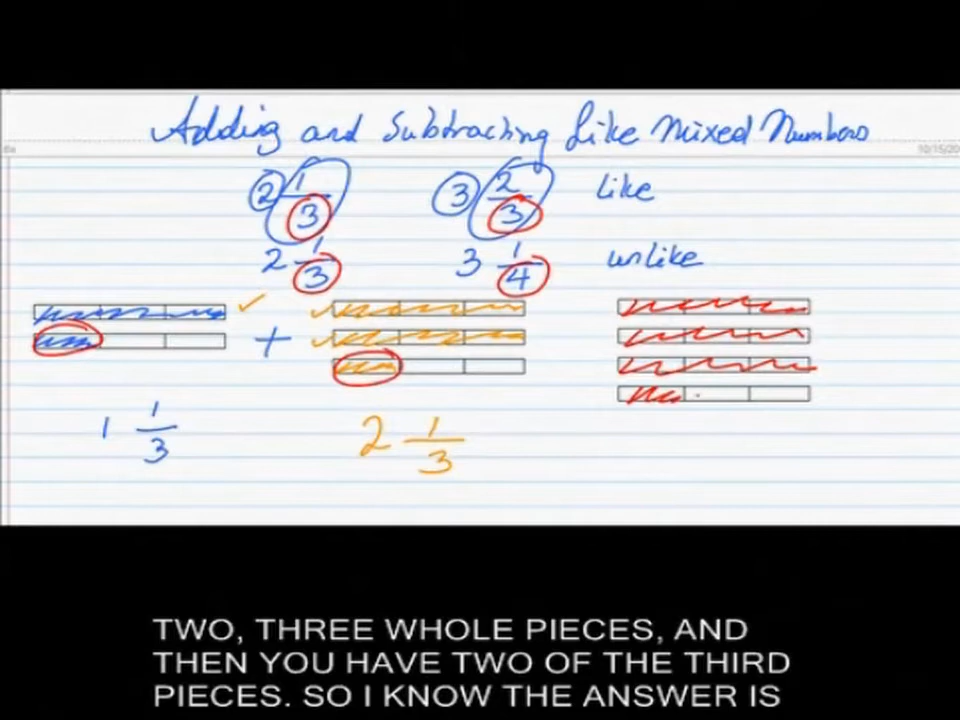 Adding and Subtracting Like Mixed Numbers
2 1/3 3 2/3 like
2 1/3 3 1/4 unlike
+
1 1/3 2 1/3
TWO, THREE WHOLE PIECES, AND
THEN YOU HAVE TWO OF THE THIRD
PIECES. SO I KNOW THE ANSWER IS